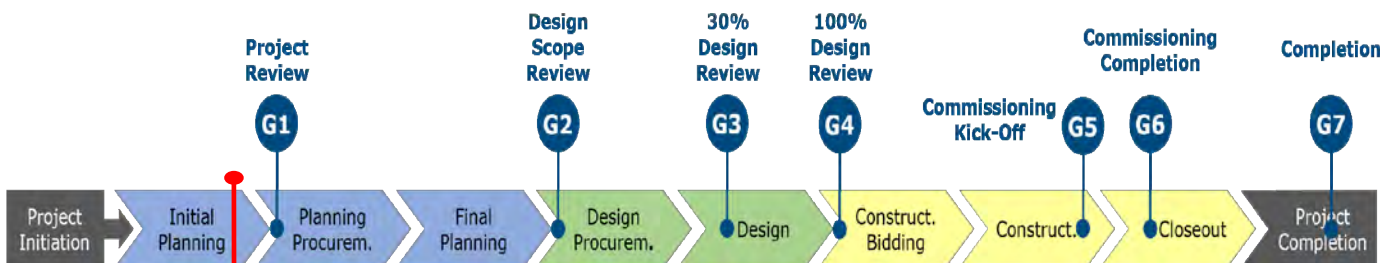 Project
Review
G1
Design
Scope
Review
G2
30%
Design
Review
G3
100%
Design
Review
G4
Commissioning
Kick-Off
G5
Commissioning
Completion
G6
Completion
G7
Project
Initiation
Initial
Planning
Planning
Procurem.
Final
Planning
Design
Procurem.
Design
Construct.
Bidding
Construct.
Closeout
Project
Completion